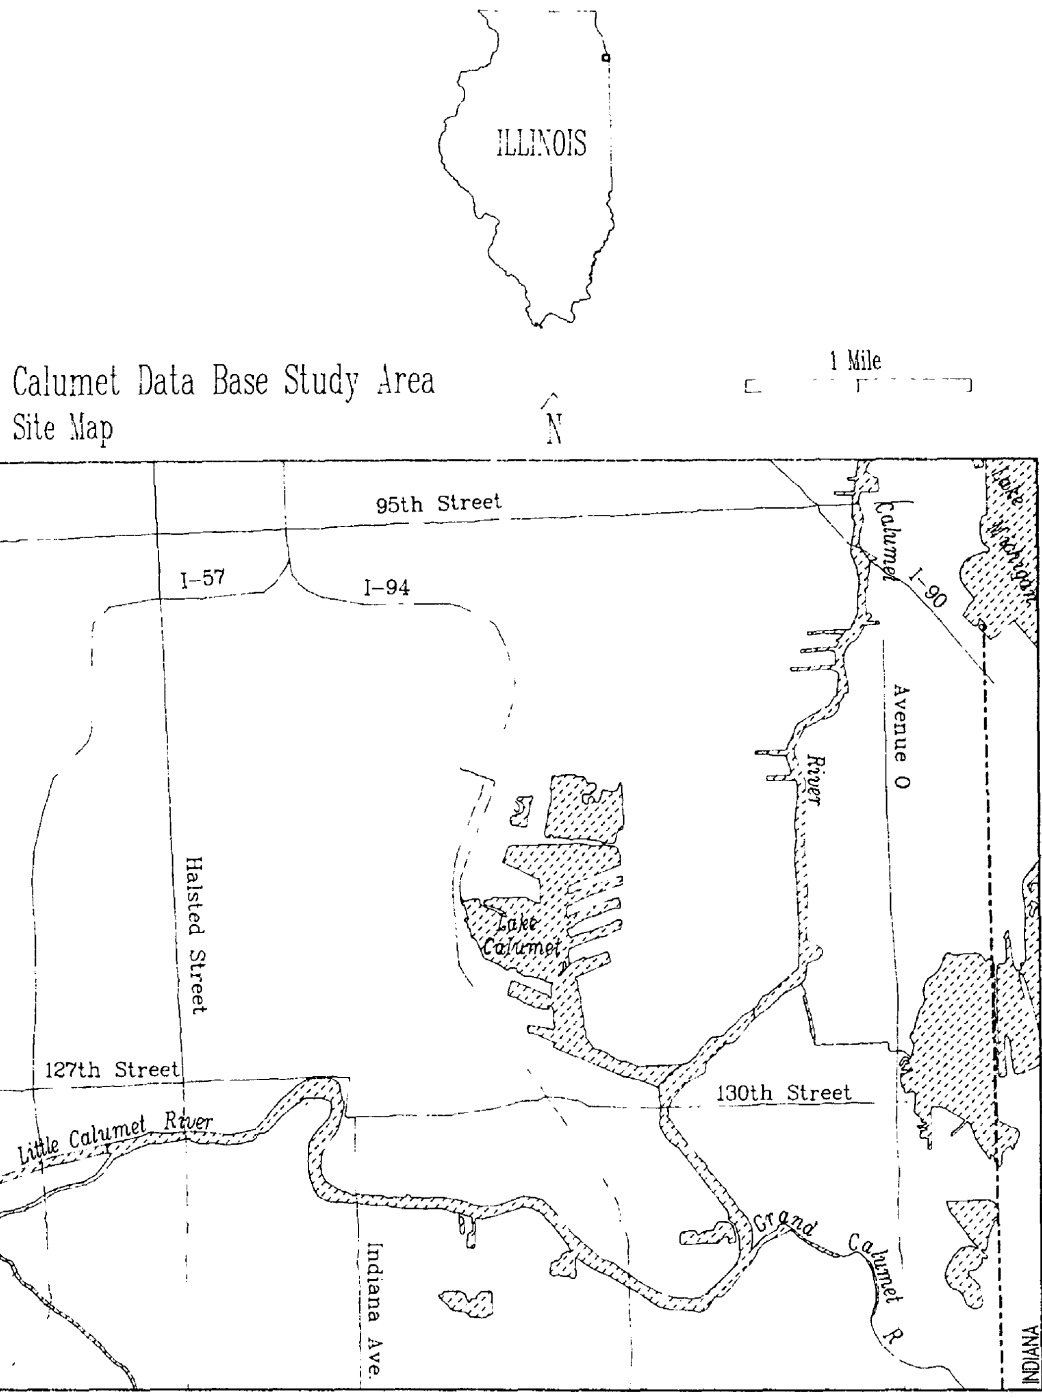 ILLINOIS
1 Mile
Calumet Data Base Study Area
Site Map
N
95th Street
Calumet
Lake
Michigan
I-57
I-94
I-90
Avenue O
River
Halsted Street
Lake
Calumet
127th Street
130th Street
Little Calumet River
Grand
Calumet
R
Indiana Ave.
INDIANA